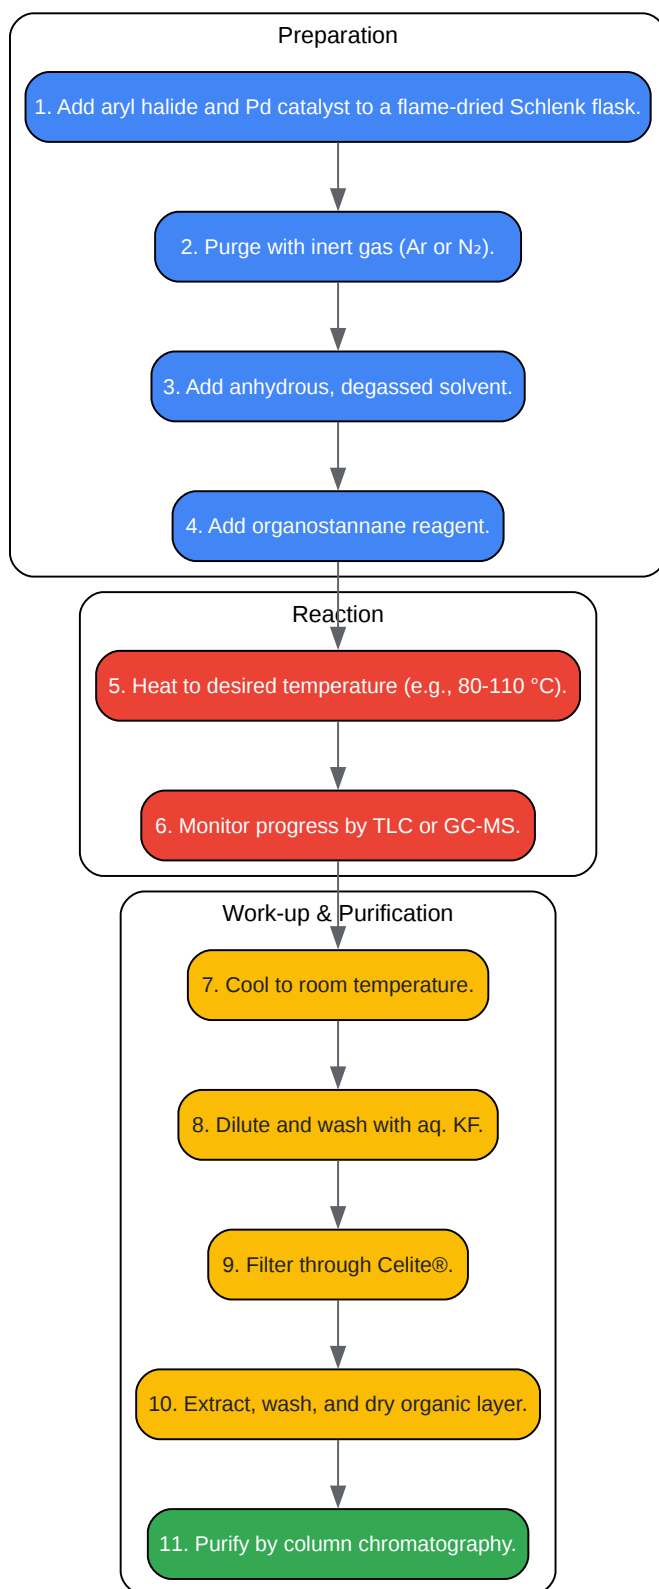 Preparation
1. Add aryl halide and Pd catalyst to a flame-dried Schlenk flask.
2. Purge with inert gas (Ar or N₂).
3. Add anhydrous, degassed solvent.
4. Add organostannane reagent.
Reaction
5. Heat to desired temperature (e.g., 80-110 °C).
6. Monitor progress by TLC or GC-MS.
Work-up & Purification
7. Cool to room temperature.
8. Dilute and wash with aq. KF.
9. Filter through Celite®.
10. Extract, wash, and dry organic layer.
11. Purify by column chromatography.